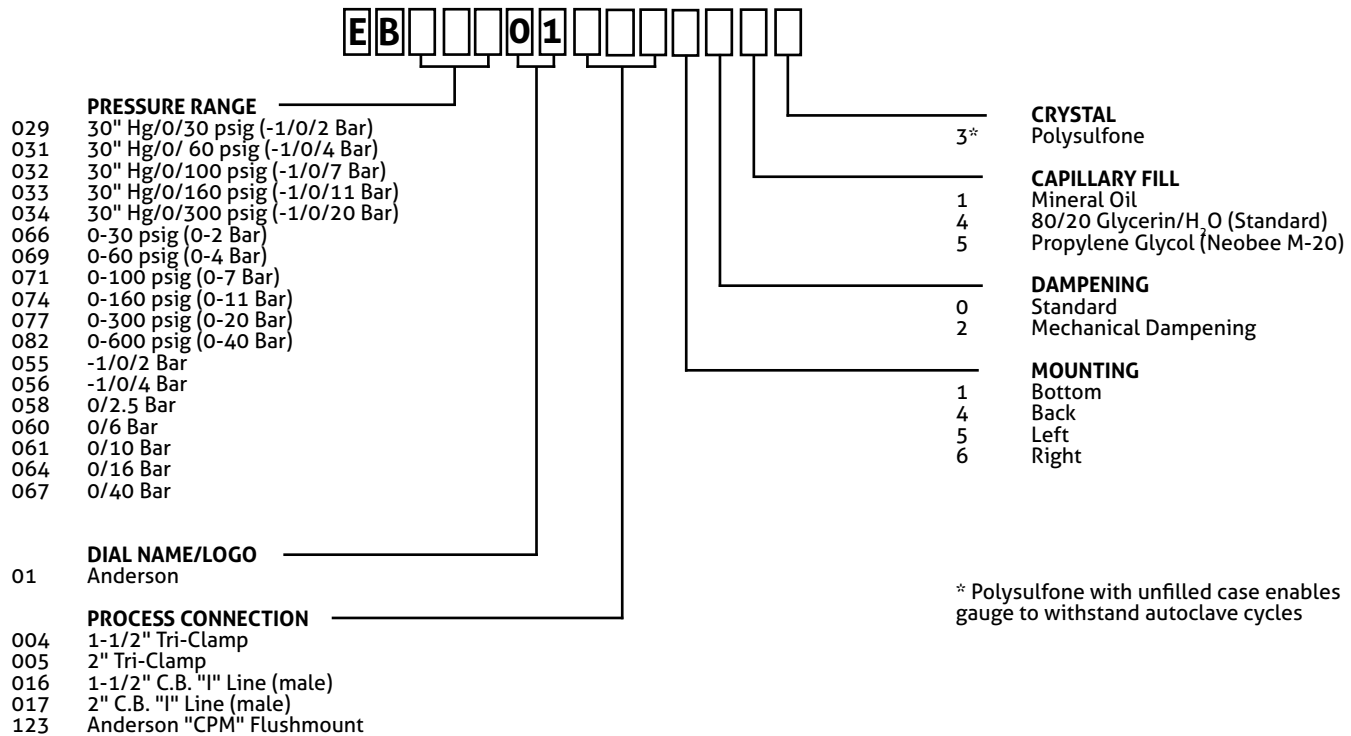 EB 01
PRESSURE RANGE
029 30" Hg/0/30 psig (-1/0/2 Bar)
031 30" Hg/0/ 60 psig (-1/0/4 Bar)
032 30" Hg/0/100 psig (-1/0/7 Bar)
033 30" Hg/0/160 psig (-1/0/11 Bar)
034 30" Hg/0/300 psig (-1/0/20 Bar)
066 0-30 psig (0-2 Bar)
069 0-60 psig (0-4 Bar)
071 0-100 psig (0-7 Bar)
074 0-160 psig (0-11 Bar)
077 0-300 psig (0-20 Bar)
082 0-600 psig (0-40 Bar)
055 -1/0/2 Bar
056 -1/0/4 Bar
058 0/2.5 Bar
060 0/6 Bar
061 0/10 Bar
064 0/16 Bar
067 0/40 Bar
DIAL NAME/LOGO
01 Anderson
PROCESS CONNECTION
004 1-1/2" Tri-Clamp
005 2" Tri-Clamp
016 1-1/2" C.B. "I" Line (male)
017 2" C.B. "I" Line (male)
123 Anderson "CPM" Flushmount
CRYSTAL
3* Polysulfone
CAPILLARY FILL
1 Mineral Oil
4 80/20 Glycerin/H₂O (Standard)
5 Propylene Glycol (Neobee M-20)
DAMPENING
0 Standard
2 Mechanical Dampening
MOUNTING
1 Bottom
4 Back
5 Left
6 Right
* Polysulfone with unfilled case enables
gauge to withstand autoclave cycles